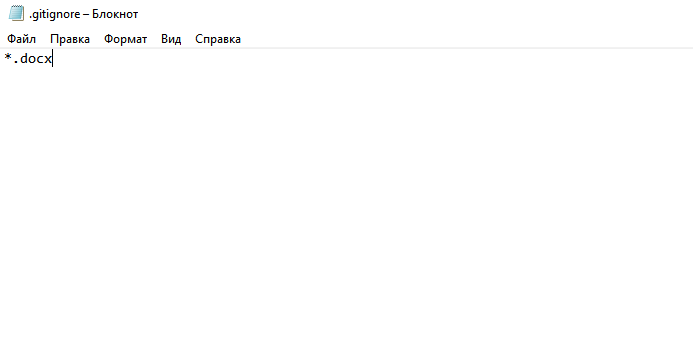 .gitignore – Блокнот
Файл Правка Формат Вид Справка
*.docx